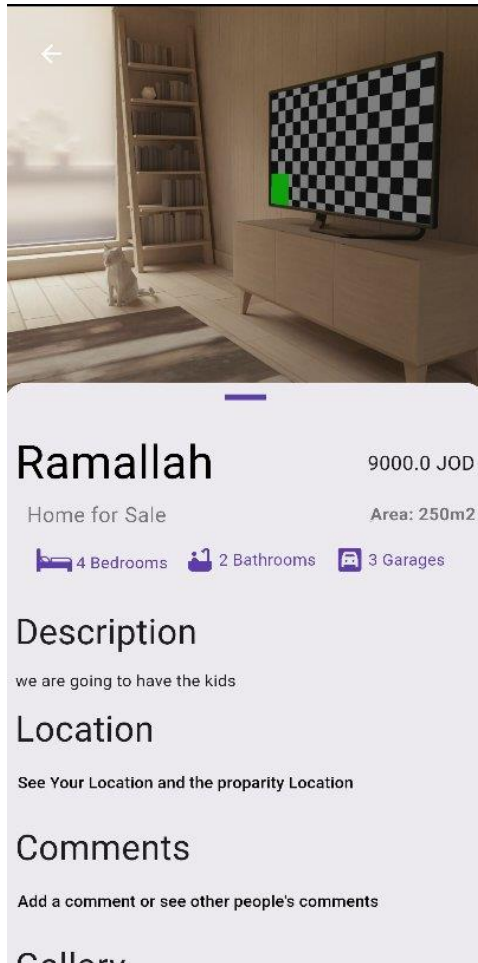 Ramallah
9000.0 JOD
Home for Sale
Area: 250m2
4 Bedrooms
2 Bathrooms
3 Garages
Description
we are going to have the kids
Location
See Your Location and the proparity Location
Comments
Add a comment or see other people's comments
Gallery